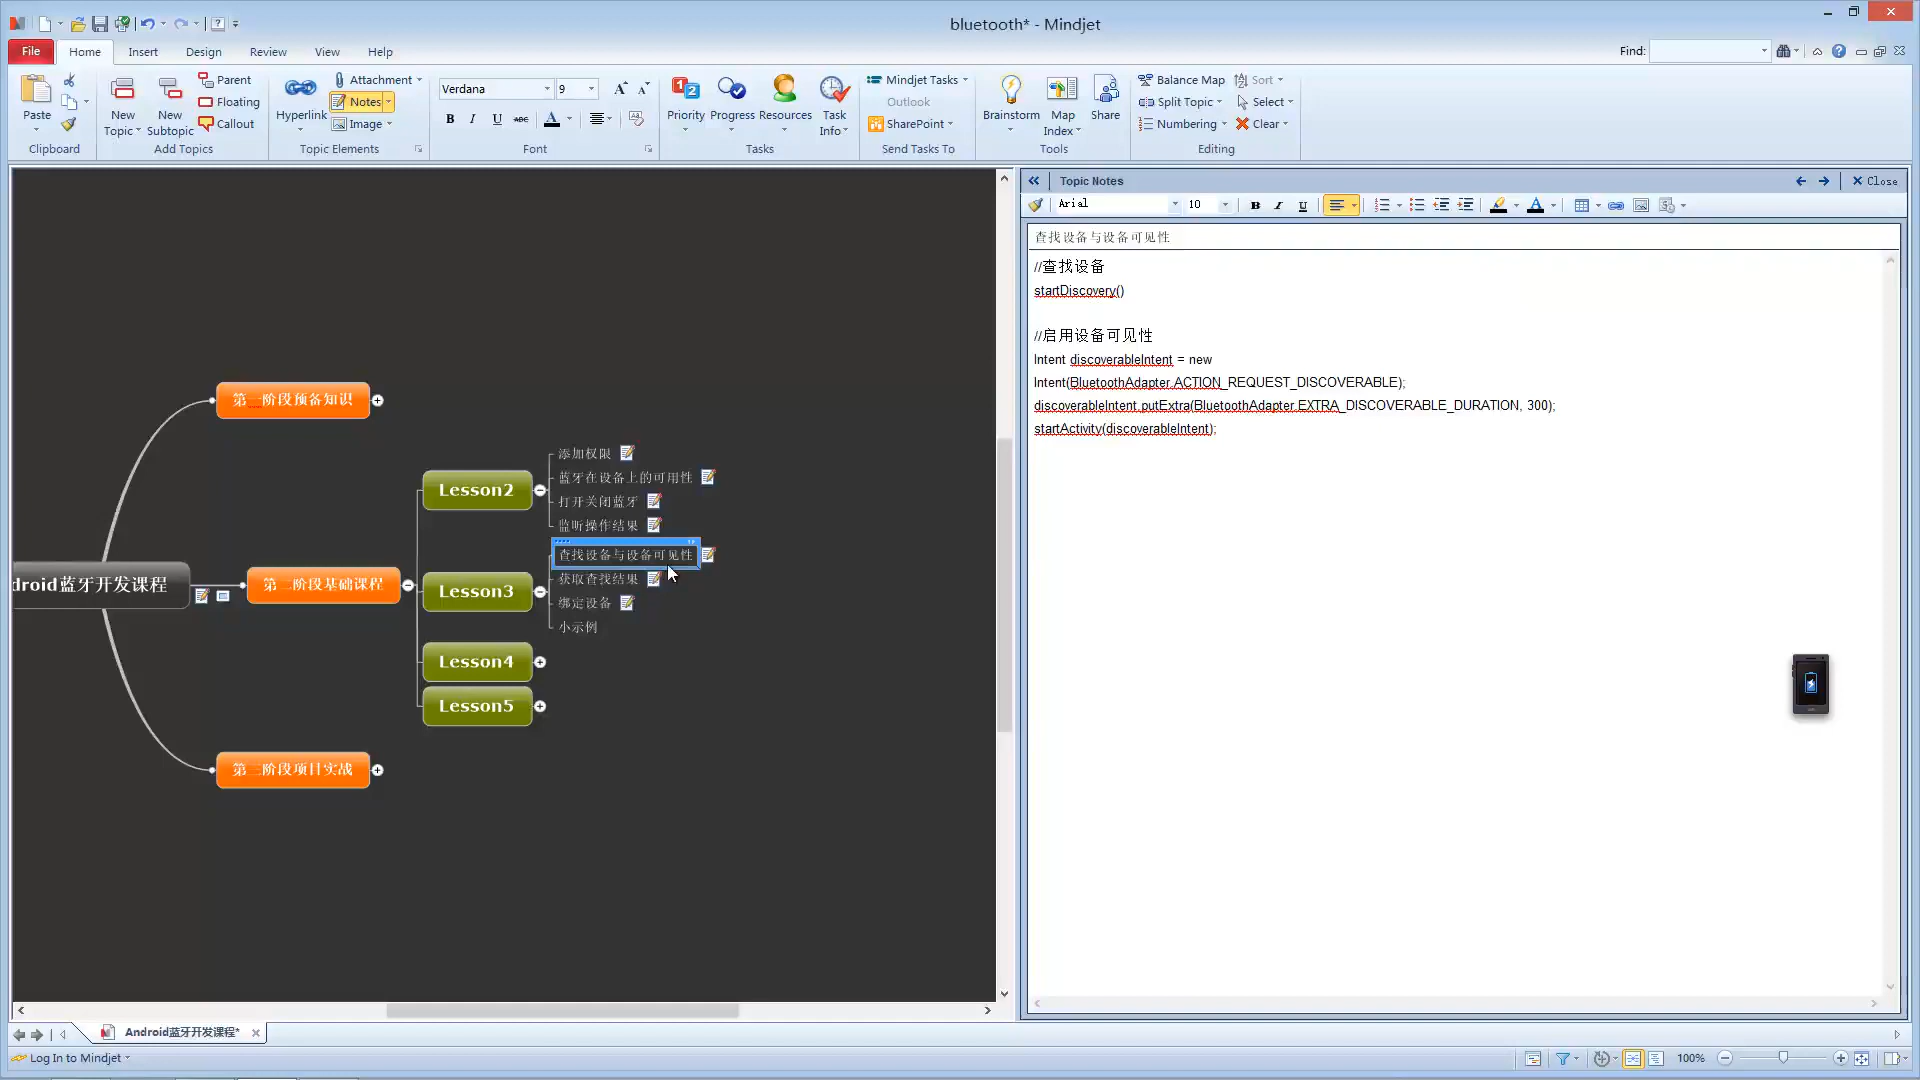 bluetooth* - Mindjet
File Home Insert Design Review View Help
Find:
Paste
Clipboard
New Topic
New Subtopic
Parent
Floating
Callout
Add Topics
Hyperlink
Attachment
Notes
Image
Topic Elements
Verdana 9
B I U abc A
Font
Priority
Progress
Resources
Task Info
Tasks
Mindjet Tasks
Outlook
SharePoint
Send Tasks To
Brainstorm
Map Index
Share
Tools
Balance Map
Split Topic
Numbering
Sort
Select
Clear
Editing
第一阶段预备知识
Lesson2
添加权限
蓝牙在设备上的可用性
打开关闭蓝牙
监听操作结果
droid蓝牙开发课程
第二阶段基础课程
Lesson3
查找设备与设备可见性
获取查找结果
绑定设备
小示例
Lesson4
Lesson5
第三阶段项目实战
Topic Notes
Close
Arial 10 B I U
查找设备与设备可见性
//查找设备
startDiscovery()
//启用设备可见性
Intent discoverableIntent = new
Intent(BluetoothAdapter.ACTION_REQUEST_DISCOVERABLE);
discoverableIntent.putExtra(BluetoothAdapter.EXTRA_DISCOVERABLE_DURATION, 300);
startActivity(discoverableIntent);
Android蓝牙开发课程*
Log In to Mindjet
100%